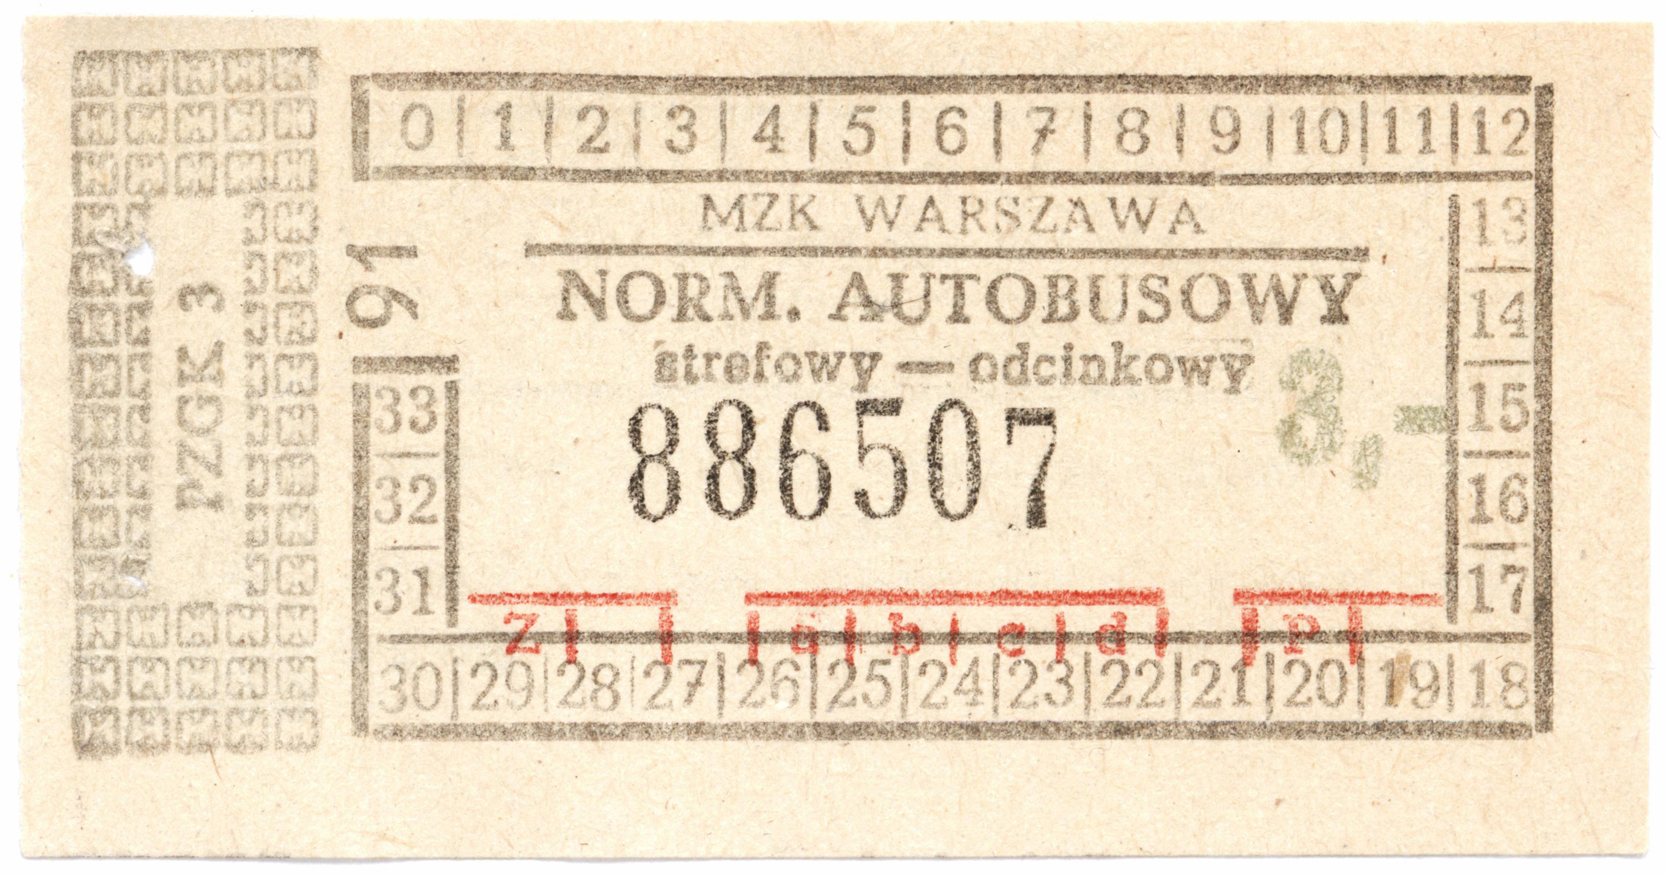 0 | 1 | 2 | 3 | 4 | 5 | 6 | 7 | 8 | 9 | 10 | 11 | 12
MZK WARSZAWA
NORM. AUTOBUSOWY
strefowy — odcinkowy
3,-
886507
13
14
15
16
17
Z a b c d P
30 | 29 | 28 | 27 | 26 | 25 | 24 | 23 | 22 | 21 | 20 | 19 | 18
33
32
31
91
PZGK 3